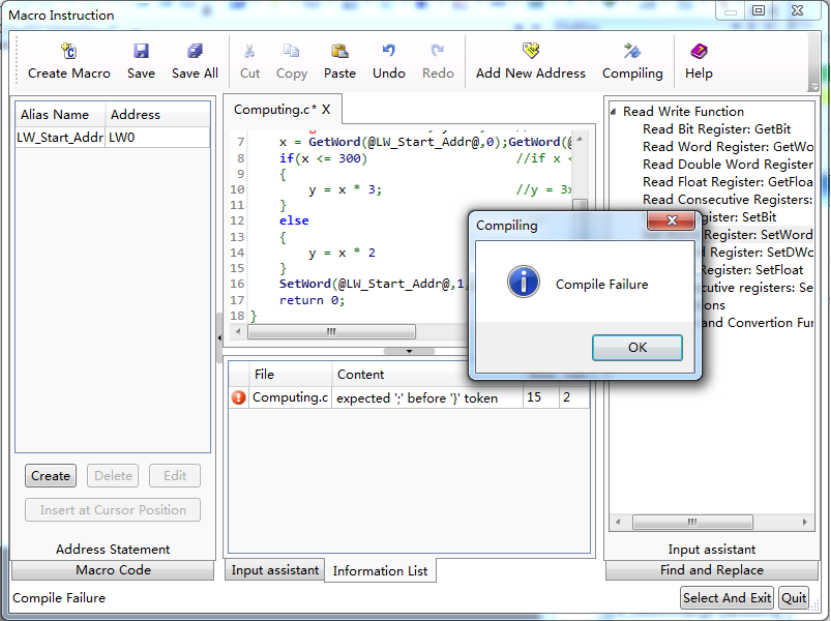 Macro Instruction
Create Macro
Save
Save All
Cut
Copy
Paste
Undo
Redo
Add New Address
Compiling
Help
Alias Name
Address
LW_Start_Addr
LW0
Create
Delete
Edit
Insert at Cursor Position
Address Statement
Macro Code
Computing.c* X
7 x = GetWord(@LW_Start_Addr@,0);GetWord(@
8 if(x <= 300) //if x <
9 {
10 y = x * 3; //y = 3x
11 }
12 else
13 {
14 y = x * 2
15 }
16 SetWord(@LW_Start_Addr@,1,
17 return 0;
18 }
File
Content
Computing.c
expected ';' before '}' token
15
2
Input assistant
Information List
Compiling
Compile Failure
OK
Read Write Function
Read Bit Register: GetBit
Read Word Register: GetWo
Read Double Word Register
Read Float Register: GetFloa
Read Consecutive Registers:
gister: SetBit
Register: SetWord
d Register: SetDWo
Register: SetFloat
cutive registers: Se
ons
and Convertion Fur
Input assistant
Find and Replace
Compile Failure
Select And Exit
Quit